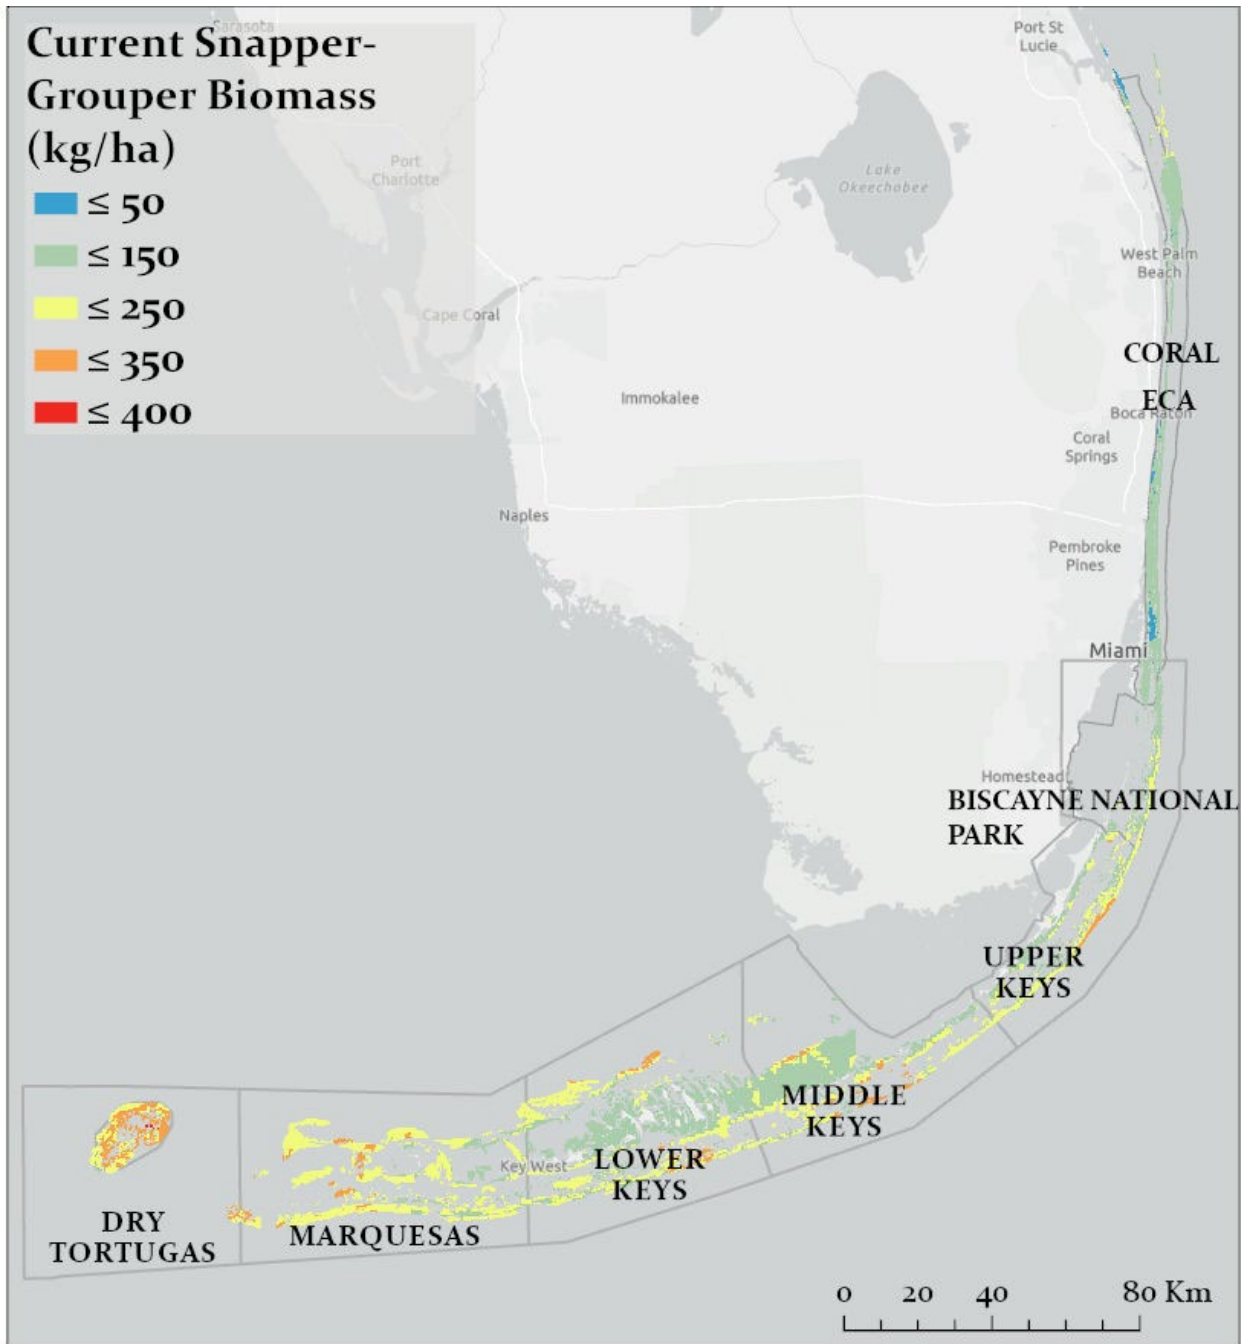 Sarasota
Current Snapper-
Grouper Biomass
(kg/ha)
≤ 50
≤ 150
≤ 250
≤ 350
≤ 400
Port St
Lucie
Port
Charlotte
Lake
Okeechobee
West Palm
Beach
Cape Coral
CORAL
ECA
Immokalee
Boca Raton
Coral
Springs
Naples
Pembroke
Pines
Miami
Homestead
BISCAYNE NATIONAL
PARK
UPPER
KEYS
MIDDLE
KEYS
Key West
LOWER
KEYS
DRY
TORTUGAS
MARQUESAS
0 20 40 80 Km